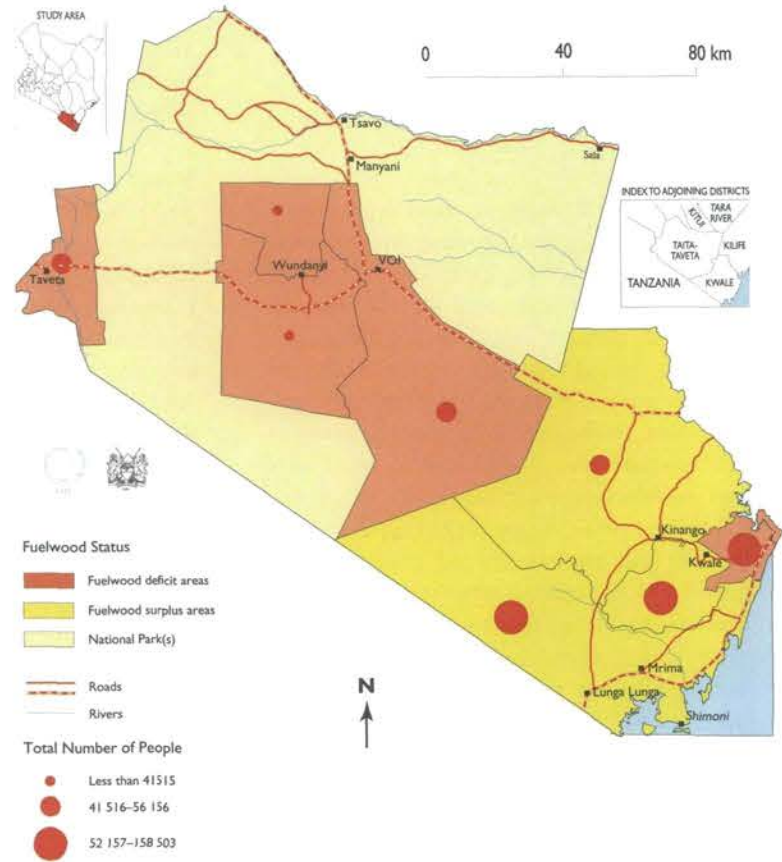 STUDY AREA
0 40 80 km
Tsavo
Manyani
Sala
INDEX TO ADJOINING DISTRICTS
KITUI
TARA
RIVER
TAITA-
TAVETA
KILIFE
TANZANIA
KWALE
Wundanyi
VOI
Taveta
Kinango
Kwale
Mrima
Lunga Lunga
Shimoni
N
Fuelwood Status
Fuelwood deficit areas
Fuelwood surplus areas
National Park(s)
Roads
Rivers
Total Number of People
Less than 41515
41 516–56 156
52 157–158 503